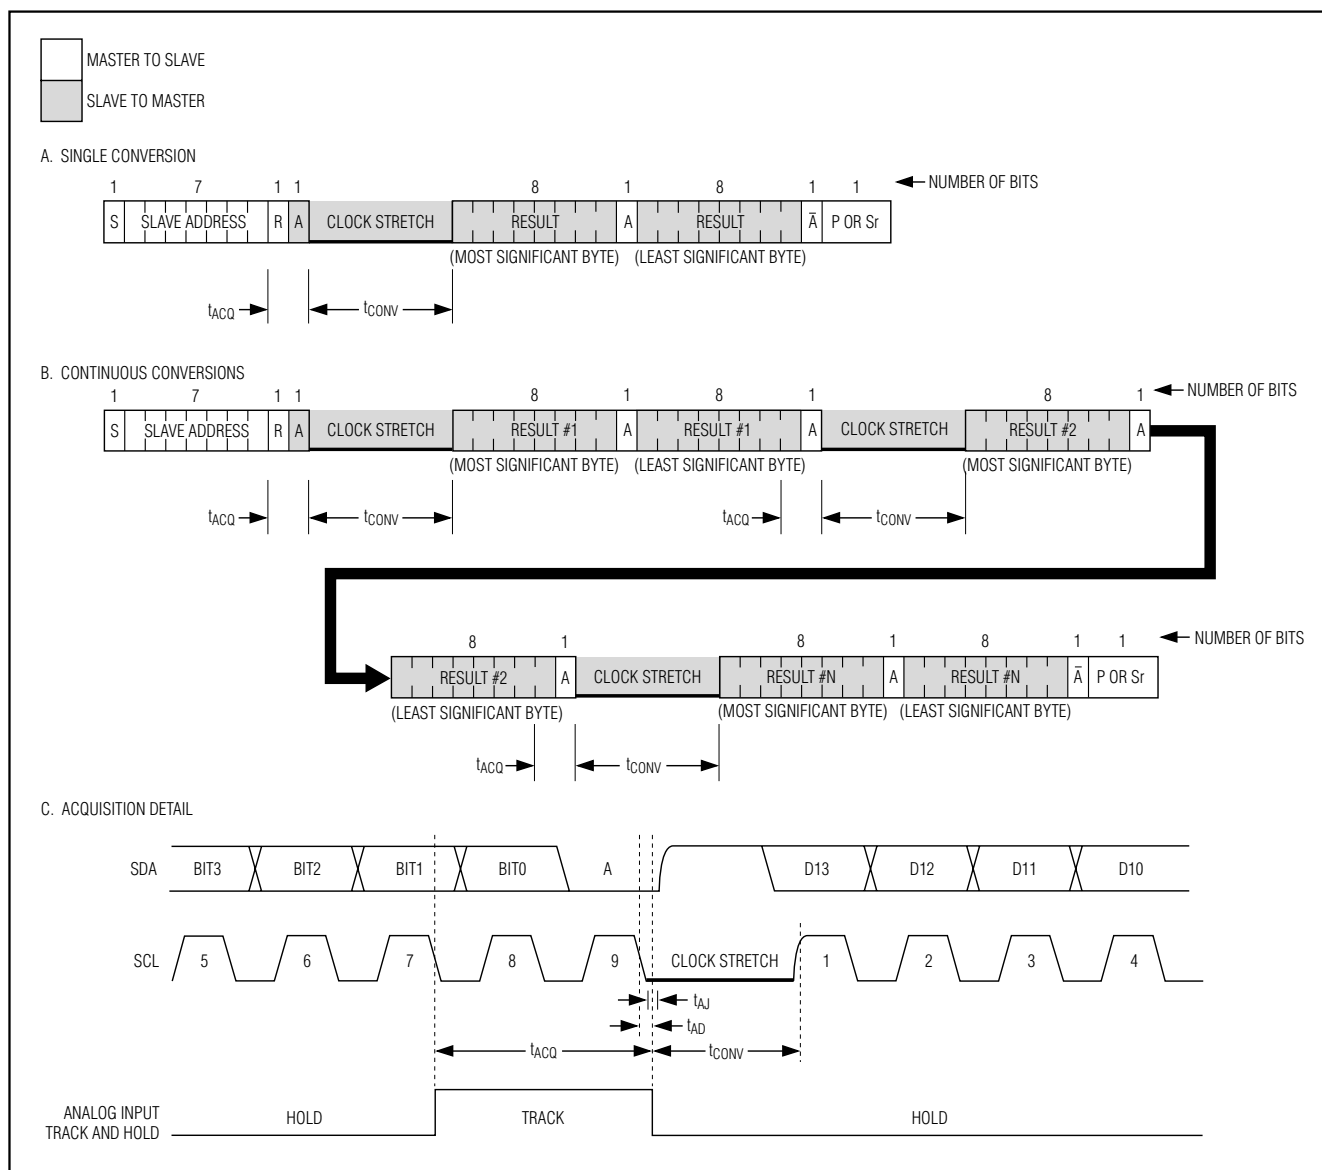 MASTER TO SLAVE
SLAVE TO MASTER
A. SINGLE CONVERSION
1 7 1 1 8 1 8 1 1 NUMBER OF BITS
S SLAVE ADDRESS R A CLOCK STRETCH RESULT A RESULT A̅ P OR Sr
(MOST SIGNIFICANT BYTE) (LEAST SIGNIFICANT BYTE)
tACQ tCONV
B. CONTINUOUS CONVERSIONS
1 7 1 1 8 1 8 1 8 1 NUMBER OF BITS
S SLAVE ADDRESS R A CLOCK STRETCH RESULT #1 A RESULT #1 A CLOCK STRETCH RESULT #2 A
(MOST SIGNIFICANT BYTE) (LEAST SIGNIFICANT BYTE) (MOST SIGNIFICANT BYTE)
tACQ tCONV tACQ tCONV
8 1 8 1 8 1 1 NUMBER OF BITS
RESULT #2 A CLOCK STRETCH RESULT #N A RESULT #N A̅ P OR Sr
(LEAST SIGNIFICANT BYTE) (MOST SIGNIFICANT BYTE) (LEAST SIGNIFICANT BYTE)
tACQ tCONV
C. ACQUISITION DETAIL
SDA BIT3 BIT2 BIT1 BIT0 A D13 D12 D11 D10
SCL 5 6 7 8 9 CLOCK STRETCH 1 2 3 4
tAJ
tAD
tACQ tCONV
ANALOG INPUT
TRACK AND HOLD
HOLD TRACK HOLD